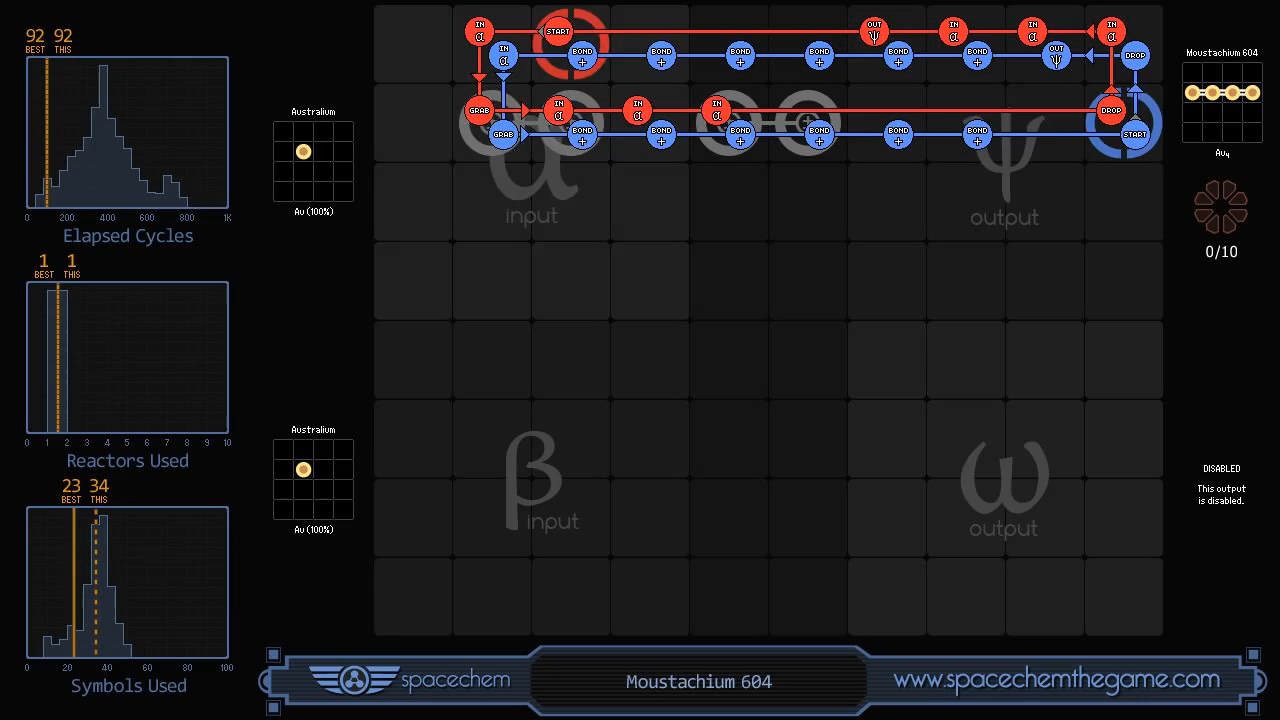 92 92
BEST THIS
0 200 400 600 800 1K
Elapsed Cycles
1 1
BEST THIS
0 1 2 3 4 5 6 7 8 9 10
Reactors Used
23 34
BEST THIS
0 20 40 60 80 100
Symbols Used
Australium
Au (100%)
Australium
Au (100%)
IN α START OUT ψ IN α IN α IN α
IN α BOND + BOND + BOND + BOND + BOND + BOND + OUT ψ DROP
GRAB IN α IN α IN α DROP
GRAB BOND + BOND + BOND + BOND + BOND + BOND + START
α ψ
input output
β ω
input output
Moustachium 604
Au₄
0/10
DISABLED
This output
is disabled.
spacechem
Moustachium 604
www.spacechemthegame.com